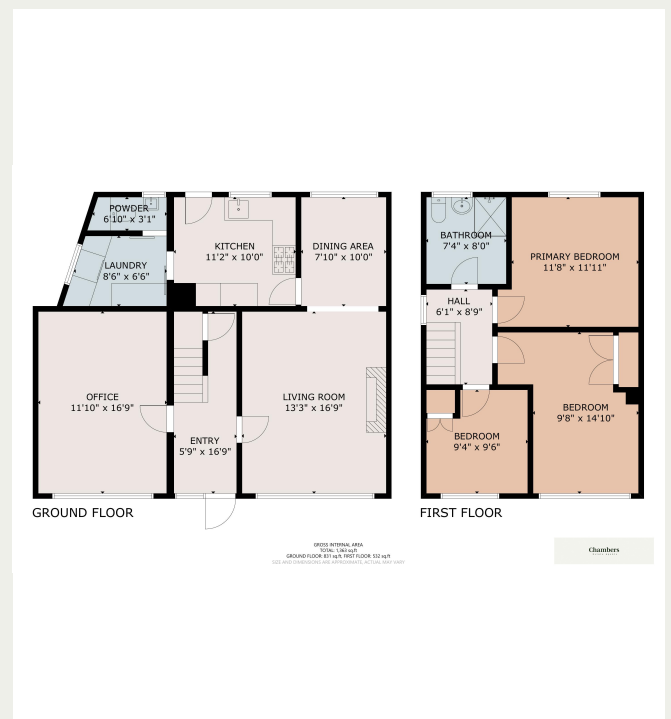 POWDER
6'10" x 3'1"
LAUNDRY
8'6" x 6'6"
KITCHEN
11'2" x 10'0"
DINING AREA
7'10" x 10'0"
OFFICE
11'10" x 16'9"
ENTRY
5'9" x 16'9"
LIVING ROOM
13'3" x 16'9"
GROUND FLOOR
BATHROOM
7'4" x 8'0"
PRIMARY BEDROOM
11'8" x 11'11"
HALL
6'1" x 8'9"
BEDROOM
9'8" x 14'10"
BEDROOM
9'4" x 9'6"
FIRST FLOOR
GROSS INTERNAL AREA
TOTAL: 1,363 sq.ft
GROUND FLOOR: 831 sq.ft, FIRST FLOOR: 532 sq.ft
SIZE AND DIMENSIONS ARE APPROXIMATE, ACTUAL MAY VARY
Chambers